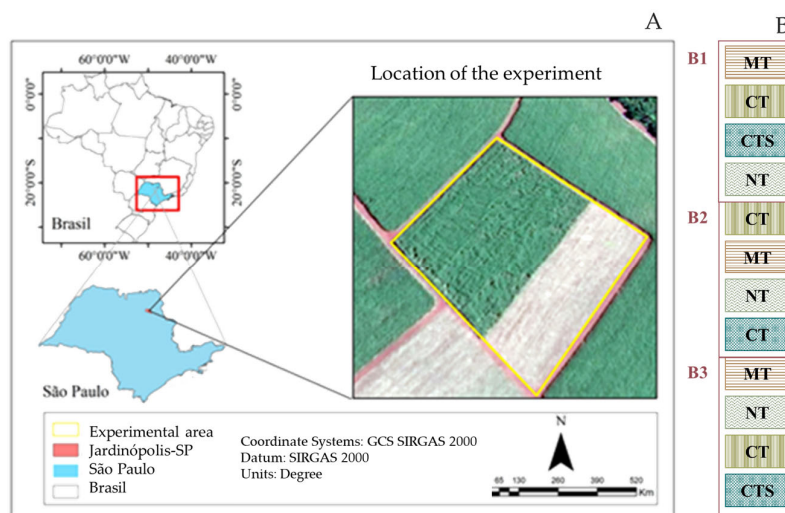 A
B
60°0'0"W 40°0'0"W
0°0'0"
0°0'0"
20°0'0"S
20°0'0"S
Brasil
60°0'0"W 40°0'0"W
Location of the experiment
São Paulo
Experimental area
Jardinópolis-SP
São Paulo
Brasil
Coordinate Systems: GCS SIRGAS 2000
Datum: SIRGAS 2000
Units: Degree
N
65 130 260 390 520
Km
B1
MT
CT
CTS
NT
B2
CT
MT
NT
CT
B3
MT
NT
CT
CTS